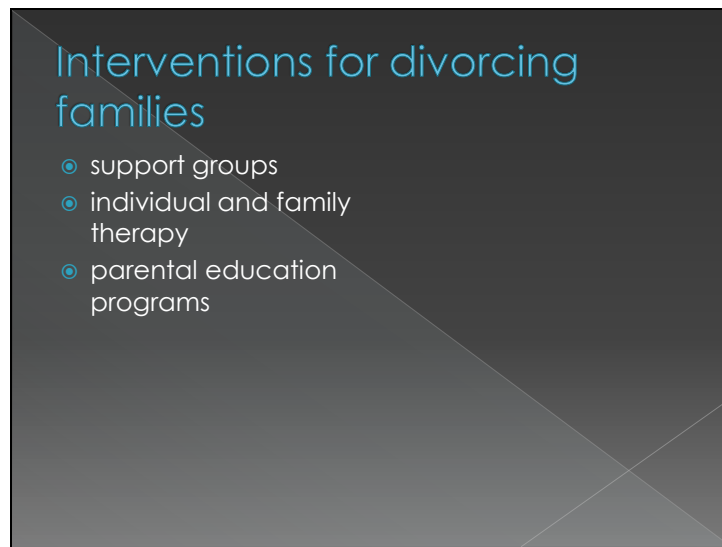 Interventions for divorcing
families
support groups
individual and family
therapy
parental education
programs